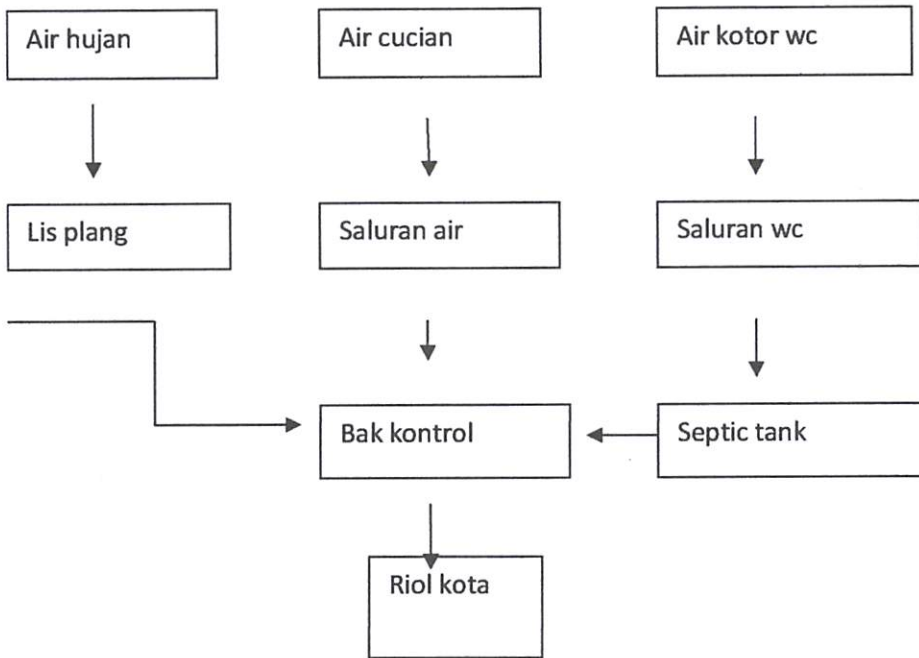 Air hujan
Air cucian
Air kotor wc
Lis plang
Saluran air
Saluran wc
Bak kontrol
Septic tank
Riol kota